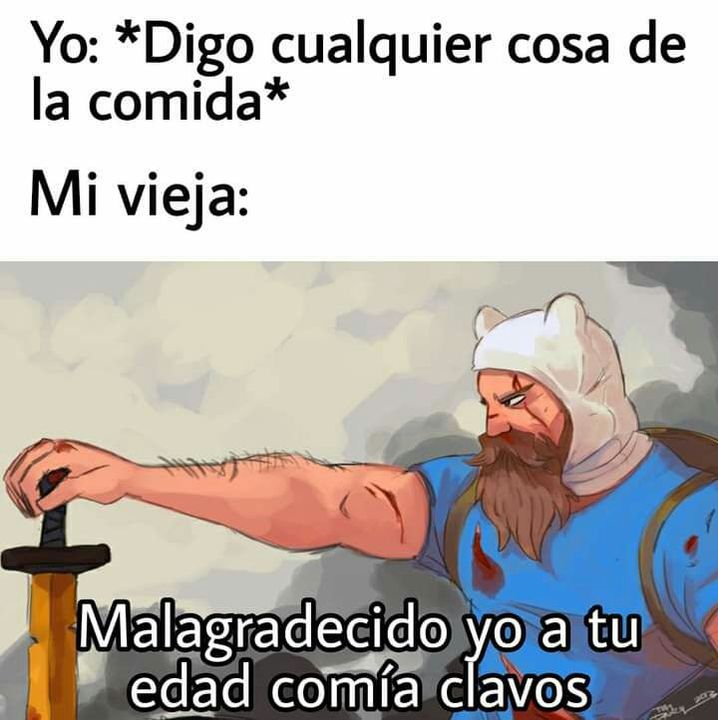 Yo: *Digo cualquier cosa de
la comida*
Mi vieja:
Malagradecido yo a tu
edad comía clavos